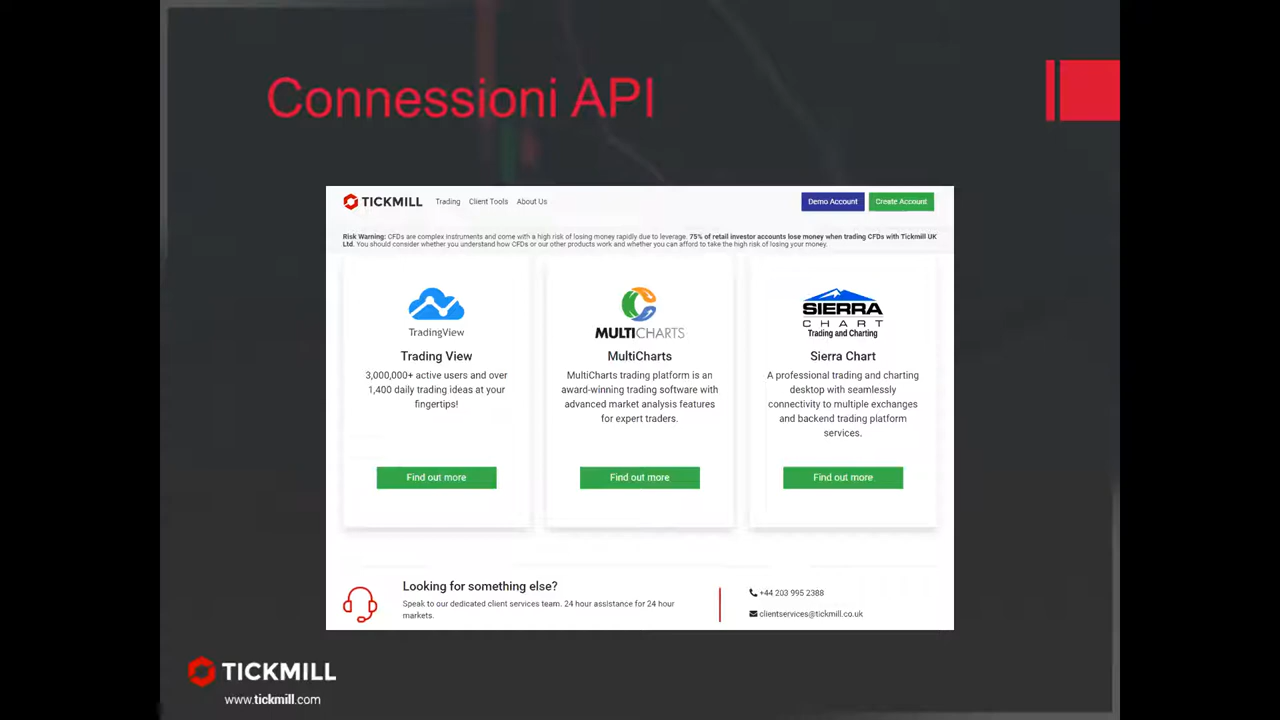 Connessioni API
TICKMILL Trading Client Tools About Us Demo Account Create Account
Risk Warning: CFDs are complex instruments and come with a high risk of losing money rapidly due to leverage. 75% of retail investor accounts lose money when trading CFDs with Tickmill UK
Ltd. You should consider whether you understand how CFDs or our other products work and whether you can afford to take the high risk of losing your money.
TradingView
Trading View
3,000,000+ active users and over
1,400 daily trading ideas at your
fingertips!
Find out more
MULTICHARTS
MultiCharts
MultiCharts trading platform is an
award-winning trading software with
advanced market analysis features
for expert traders.
Find out more
SIERRA
CHART
Trading and Charting
Sierra Chart
A professional trading and charting
desktop with seamlessly
connectivity to multiple exchanges
and backend trading platform
services.
Find out more
Looking for something else?
Speak to our dedicated client services team. 24 hour assistance for 24 hour
markets.
+44 203 995 2388
clientservices@tickmill.co.uk
TICKMILL
www.tickmill.com